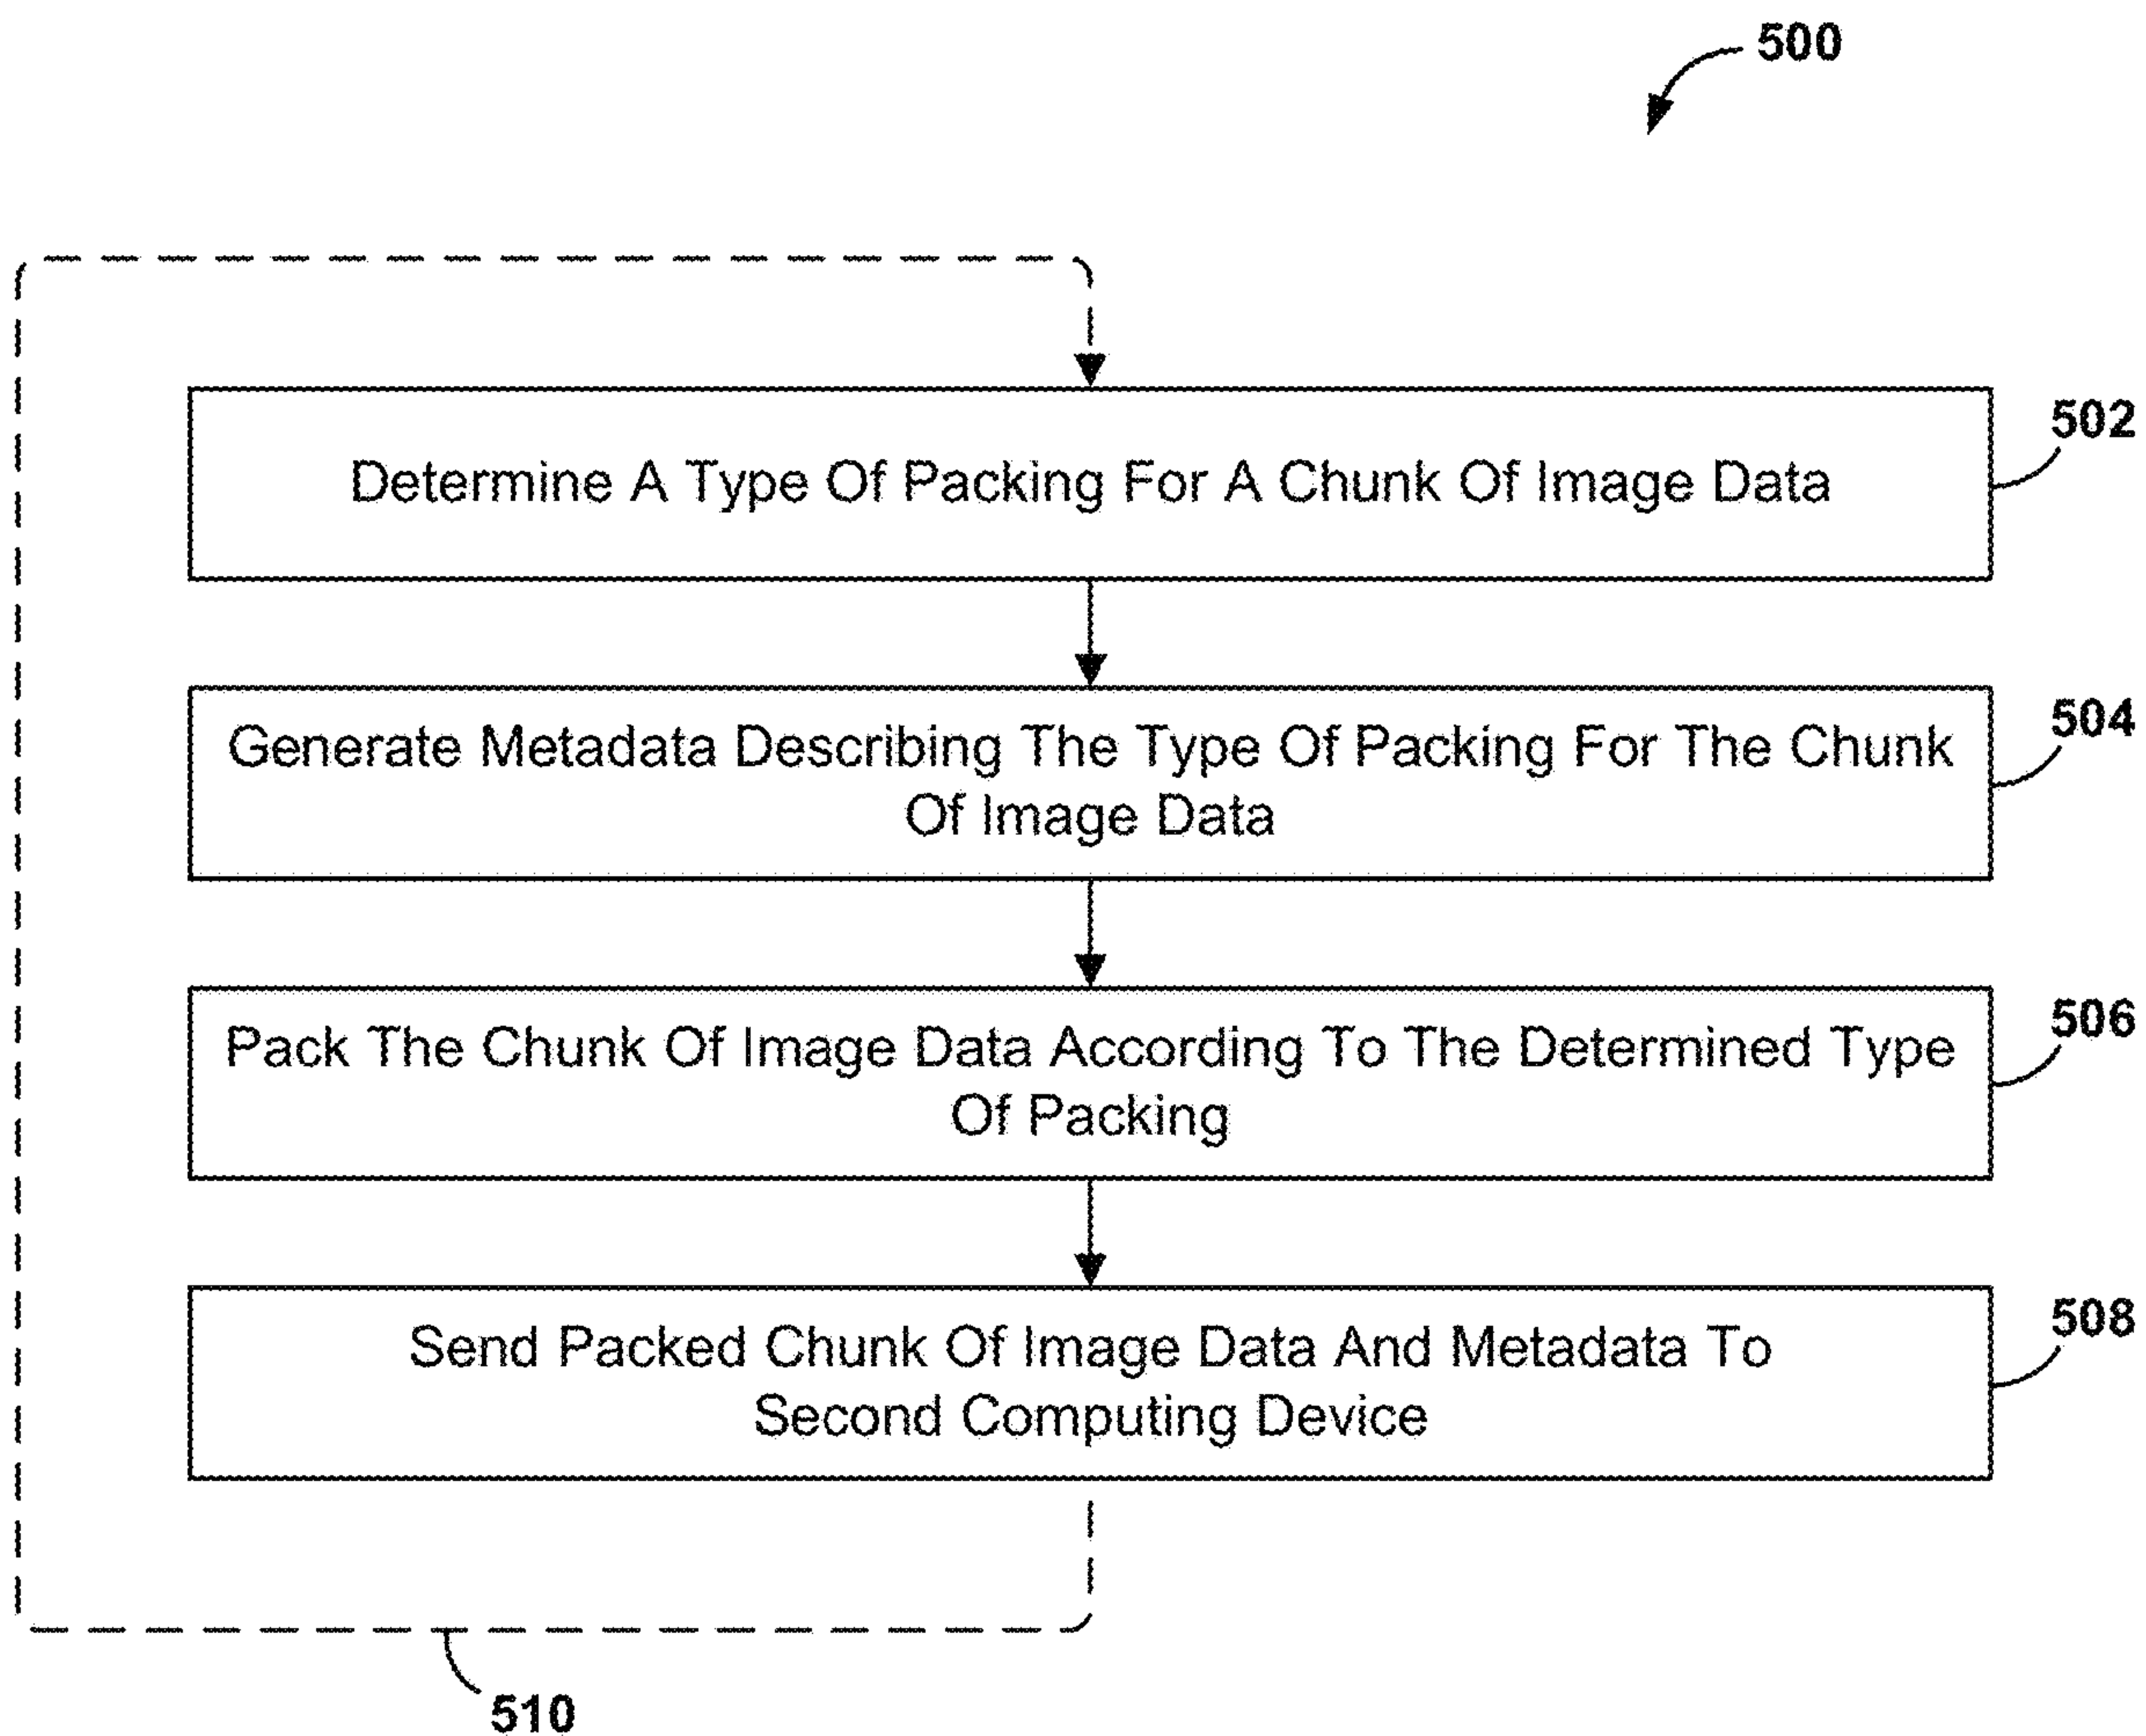 500
502
Determine A Type Of Packing For A Chunk Of Image Data
504
Generate Metadata Describing The Type Of Packing For The Chunk
Of Image Data
506
Pack The Chunk Of Image Data According To The Determined Type
Of Packing
508
Send Packed Chunk Of Image Data And Metadata To
Second Computing Device
510